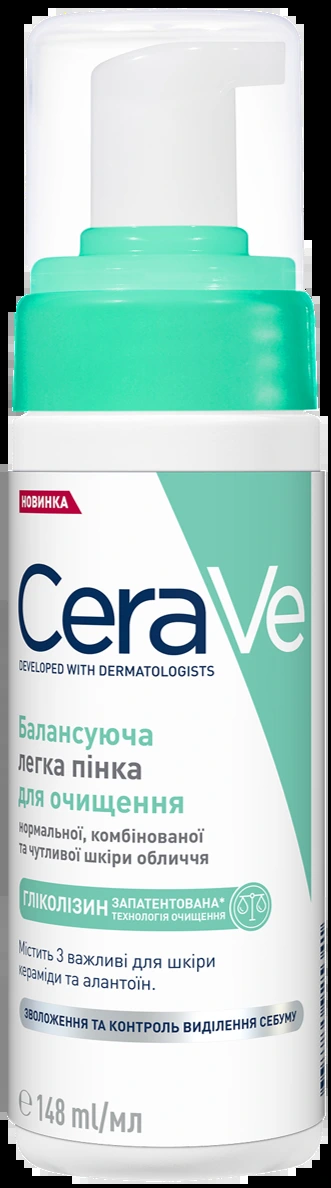 НОВИНКА
CeraVe
DEVELOPED WITH DERMATOLOGISTS
Балансуюча
легка пінка
для очищення
нормальної, комбінованої
та чутливої шкіри обличчя
ГЛІКОЛІЗИН ЗАПАТЕНТОВАНА*
ТЕХНОЛОГІЯ ОЧИЩЕННЯ
Містить 3 важливі для шкіри
кераміди та алантоїн.
ЗВОЛОЖЕННЯ ТА КОНТРОЛЬ ВИДІЛЕННЯ СЕБУМУ
℮ 148 ml/мл